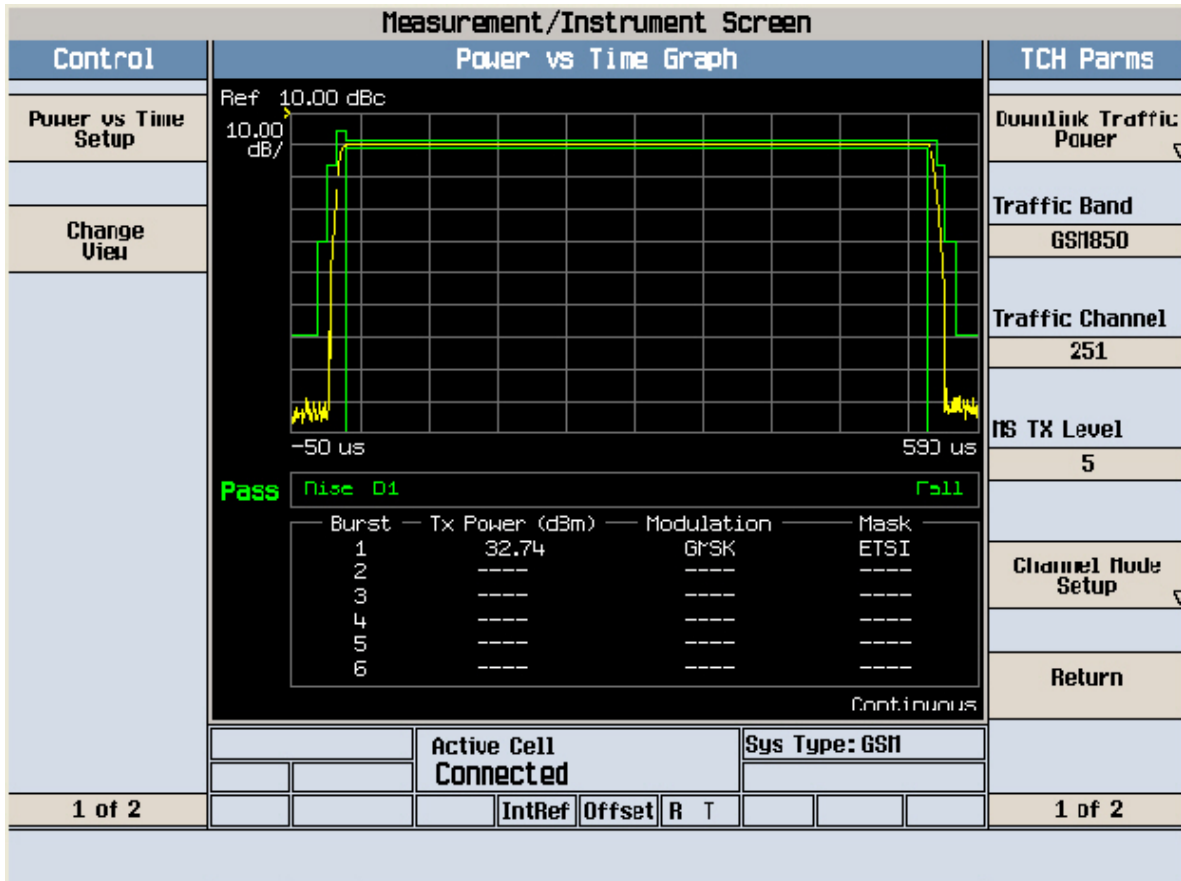 Measurement/Instrument Screen
Control
Power vs Time Graph
TCH Parms
Power vs Time
Setup
Change
View
Ref 10.00 dBc
10.00
dB/
-50 us
590 us
Pass
Rise B1
Fall
Burst Tx Power (dBm) Modulation Mask
1 32.74 GMSK ETSI
2 ---- ---- ----
3 ---- ---- ----
4 ---- ---- ----
5 ---- ---- ----
6 ---- ---- ----
Continuous
Downlink Traffic
Power
Traffic Band
GSM850
Traffic Channel
251
MS TX Level
5
Channel Mode
Setup
Return
Active Cell
Connected
Sys Type: GSM
IntRef Offset R T
1 of 2
1 of 2